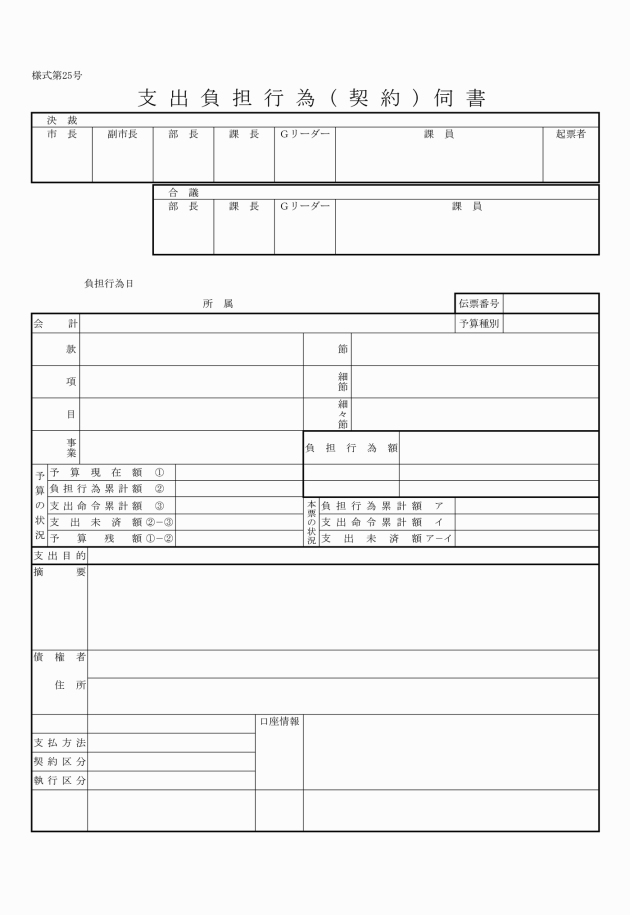 様式第25号
支出負担行為(契約)伺書
決裁
市長 副市長 部長 課長 Gリーダー 課員 起票者
合議
部長 課長 Gリーダー 課員
負担行為日
所属 伝票番号
会計 予算種別
款 節
項 細節
目 細々節
事業 負担行為額
予算の状況 予算現在額 ①
負担行為累計額 ②
支出命令累計額 ③ 本票の状況 負担行為累計額 ア
支出未済額 ②-③ 支出命令累計額 イ
予算残額 ①-② 支出未済額 ア-イ
支出目的
摘要
債権者
住所
口座情報
支払方法
契約区分
執行区分